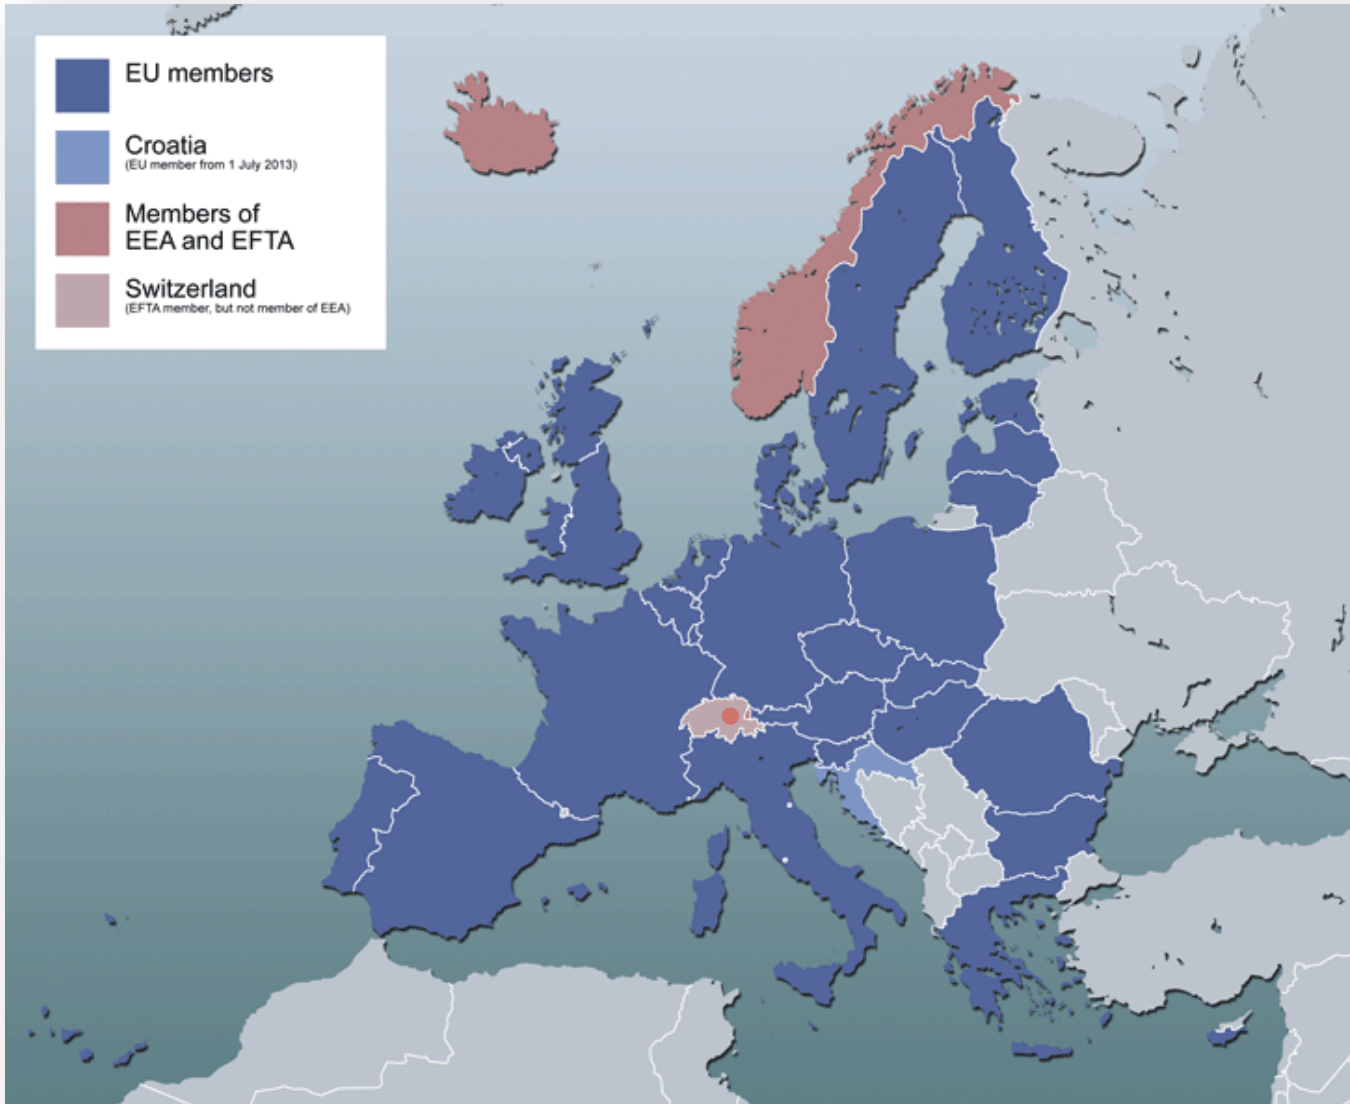 EU members
Croatia
(EU member from 1 July 2013)
Members of
EEA and EFTA
Switzerland
(EFTA member, but not member of EEA)